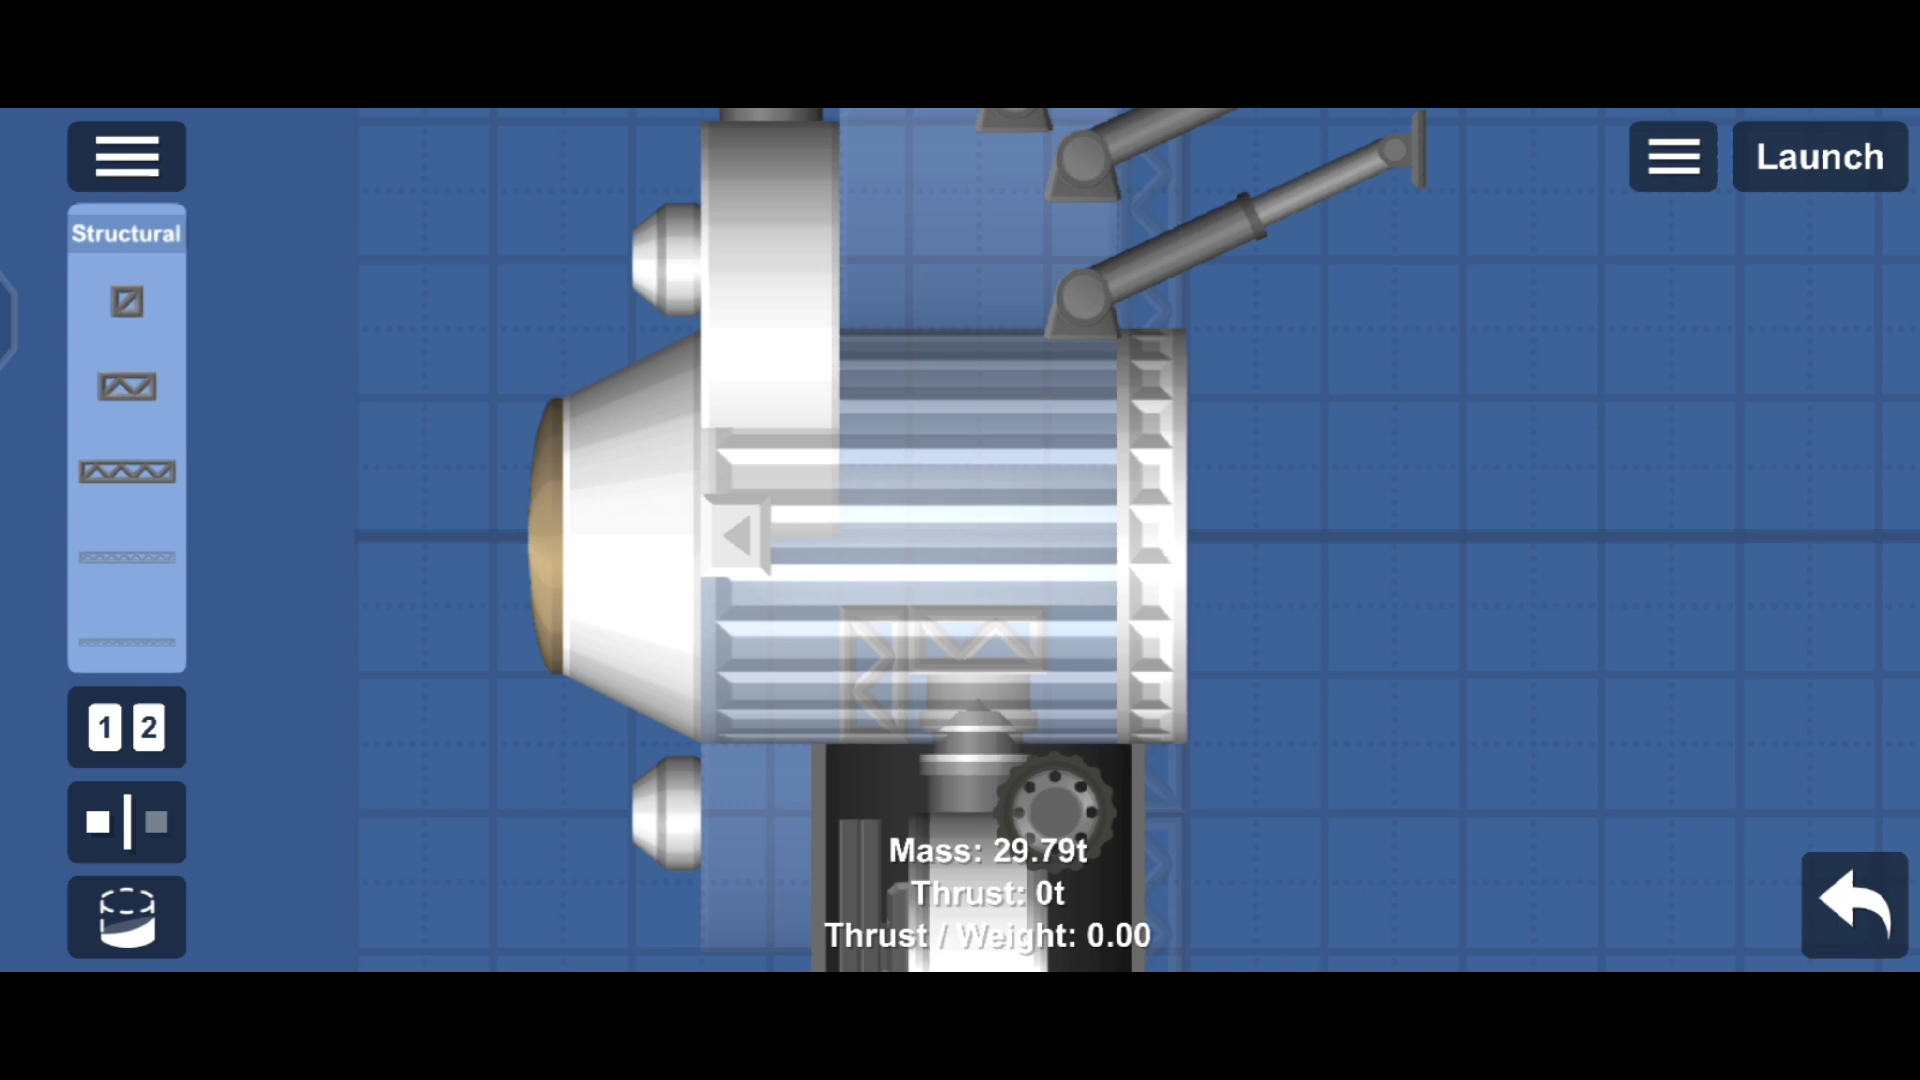 Launch
Structural
1 2
Mass: 29.79t
Thrust: 0t
Thrust / Weight: 0.00